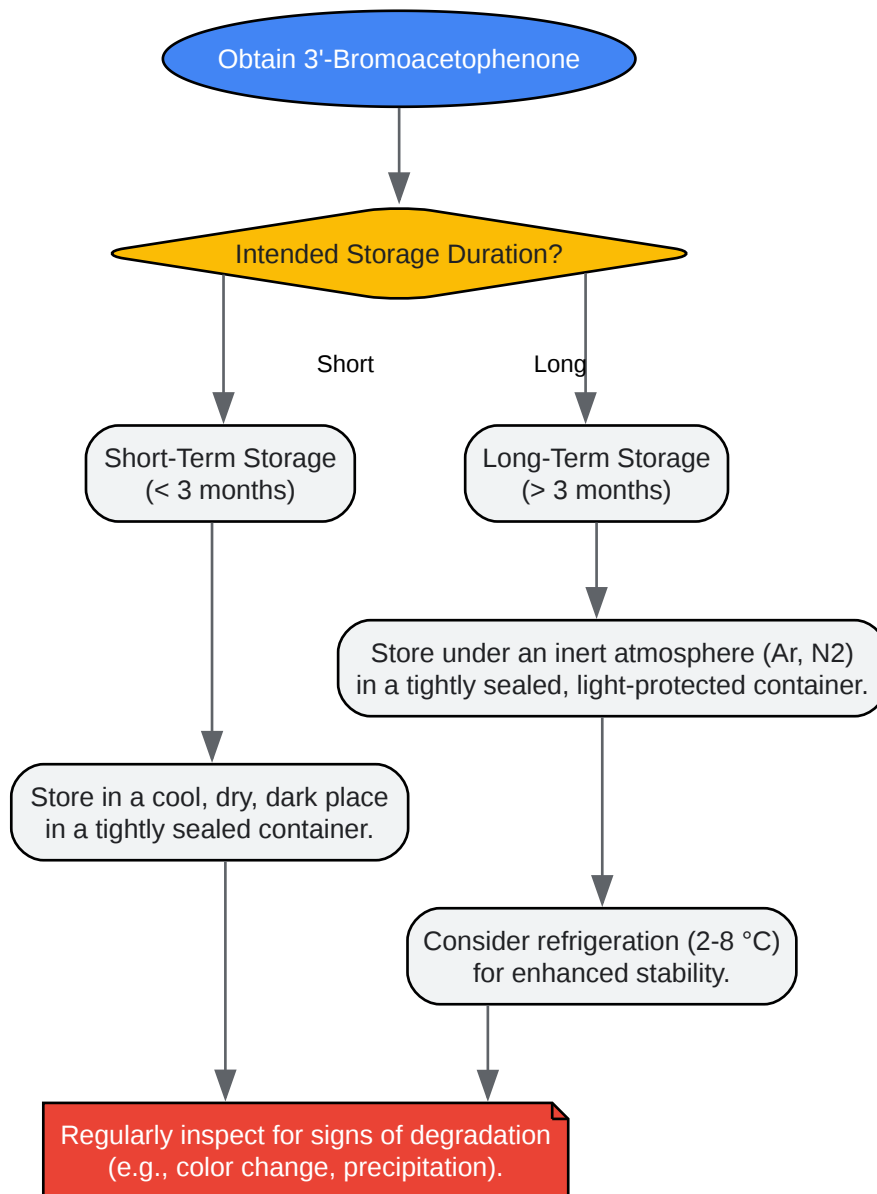 Obtain 3'-Bromoacetophenone
Intended Storage Duration?
Short
Long
Short-Term Storage
(< 3 months)
Long-Term Storage
(> 3 months)
Store under an inert atmosphere (Ar, N2)
in a tightly sealed, light-protected container.
Store in a cool, dry, dark place
in a tightly sealed container.
Consider refrigeration (2-8 °C)
for enhanced stability.
Regularly inspect for signs of degradation
(e.g., color change, precipitation).